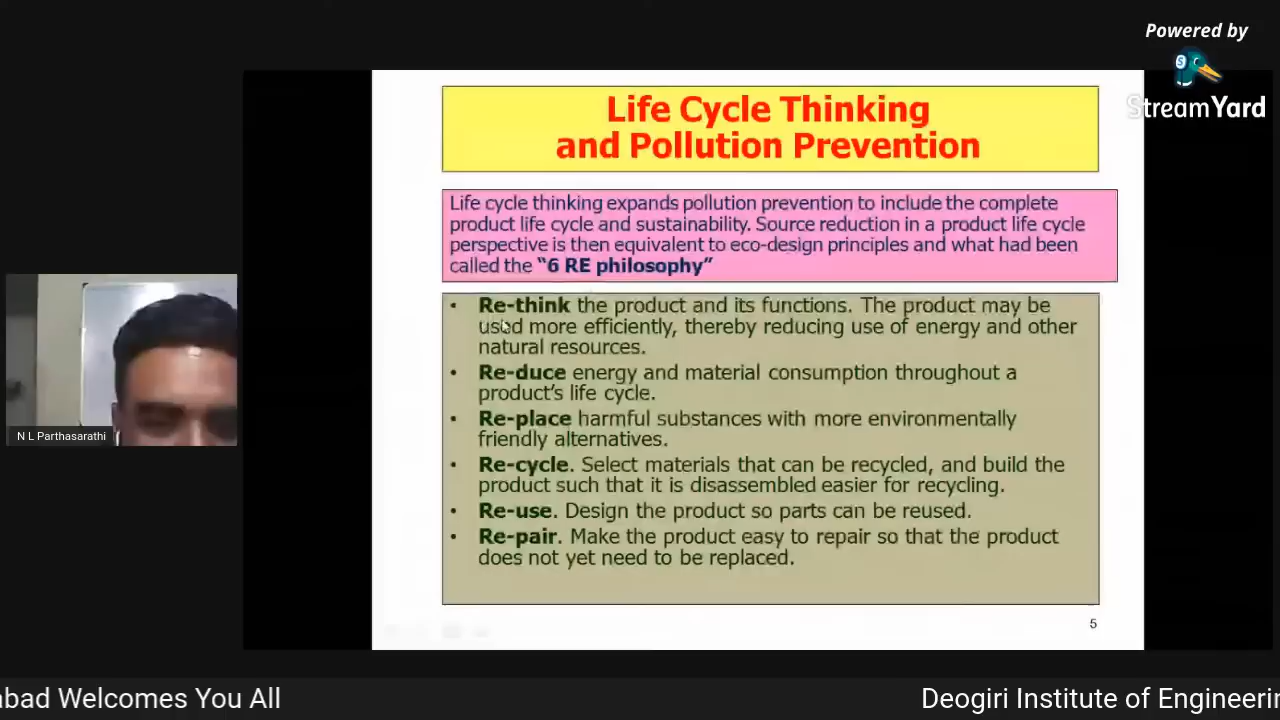 Powered by
StreamYard
Life Cycle Thinking
and Pollution Prevention
Life cycle thinking expands pollution prevention to include the complete
product life cycle and sustainability. Source reduction in a product life cycle
perspective is then equivalent to eco-design principles and what had been
called the “6 RE philosophy”
• Re-think the product and its functions. The product may be
used more efficiently, thereby reducing use of energy and other
natural resources.
• Re-duce energy and material consumption throughout a
product’s life cycle.
• Re-place harmful substances with more environmentally
friendly alternatives.
• Re-cycle. Select materials that can be recycled, and build the
product such that it is disassembled easier for recycling.
• Re-use. Design the product so parts can be reused.
• Re-pair. Make the product easy to repair so that the product
does not yet need to be replaced.
5
N L Parthasarathi
abad Welcomes You All
Deogiri Institute of Engineerin